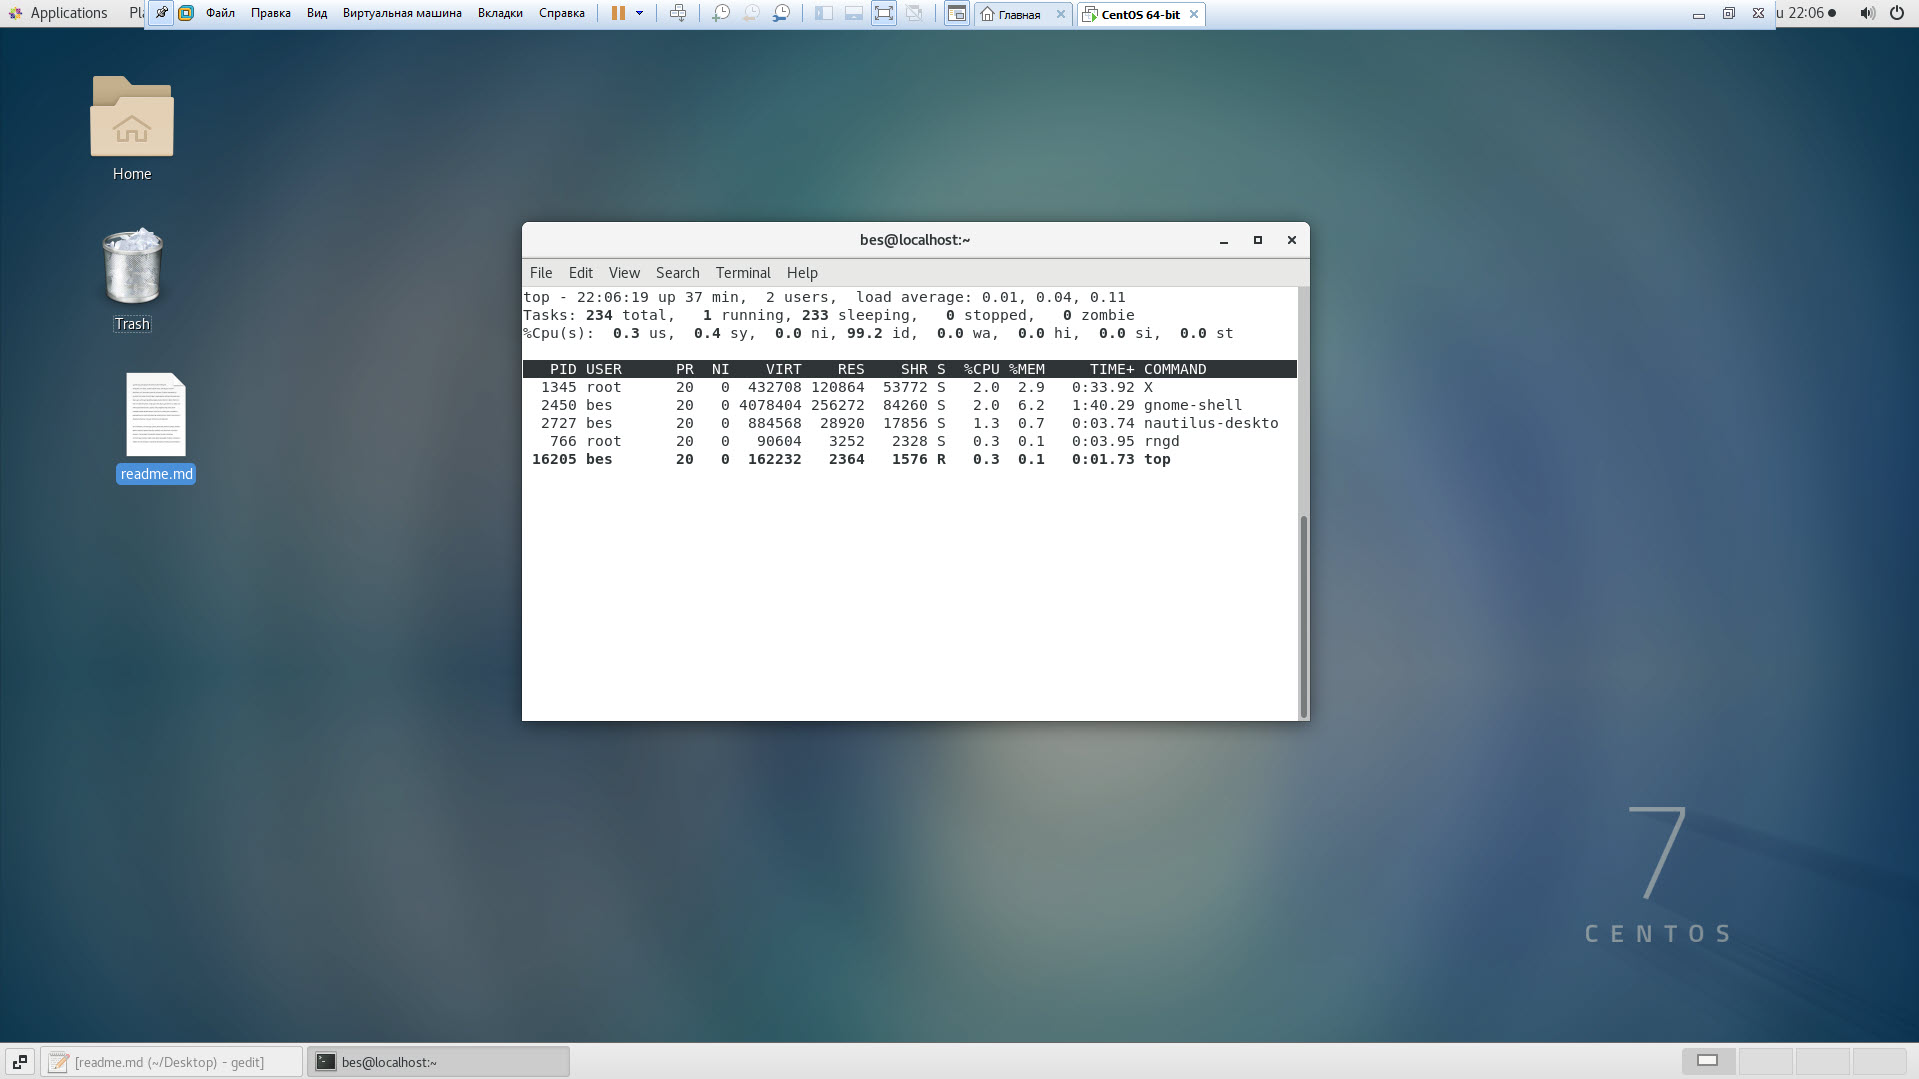 Applications Pl Файл Правка Вид Виртуальная машина Вкладки Справка Главная CentOS 64-bit u 22:06
Home
Trash
readme.md
bes@localhost:~
File Edit View Search Terminal Help
top - 22:06:19 up 37 min,  2 users,  load average: 0.01, 0.04, 0.11
Tasks: 234 total,   1 running, 233 sleeping,   0 stopped,   0 zombie
%Cpu(s):  0.3 us,  0.4 sy,  0.0 ni, 99.2 id,  0.0 wa,  0.0 hi,  0.0 si,  0.0 st
PID USER      PR  NI    VIRT    RES    SHR S  %CPU %MEM     TIME+ COMMAND
1345 root      20   0  432708 120864  53772 S   2.0  2.9   0:33.92 X
2450 bes       20   0 4078404 256272  84260 S   2.0  6.2   1:40.29 gnome-shell
2727 bes       20   0  884568  28920  17856 S   1.3  0.7   0:03.74 nautilus-deskto
766 root      20   0   90604   3252   2328 S   0.3  0.1   0:03.95 rngd
16205 bes       20   0  162232   2364   1576 R   0.3  0.1   0:01.73 top
7
CENTOS
[readme.md (~/Desktop) - gedit] bes@localhost:~